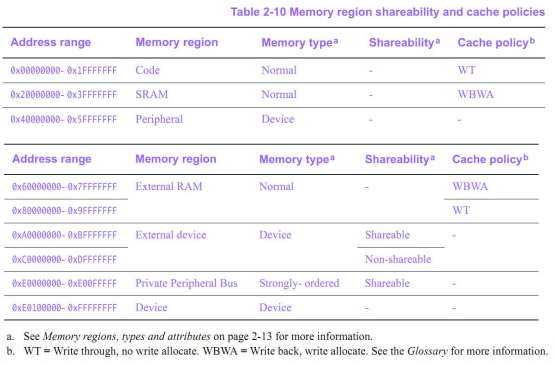 Table 2-10 Memory region shareability and cache policies
Address range Memory region Memory typeᵃ Shareabilityᵃ Cache policyᵇ
0x00000000- 0x1FFFFFFF Code Normal - WT
0x20000000- 0x3FFFFFFF SRAM Normal - WBWA
0x40000000- 0x5FFFFFFF Peripheral Device - -
Address range Memory region Memory typeᵃ Shareabilityᵃ Cache policyᵇ
0x60000000- 0x7FFFFFFF External RAM Normal - WBWA
0x80000000- 0x9FFFFFFF WT
0xA0000000- 0xBFFFFFFF External device Device Shareable -
0xC0000000- 0xDFFFFFFF Non-shareable
0xE0000000- 0xE00FFFFF Private Peripheral Bus Strongly- ordered Shareable -
0xE0100000- 0xFFFFFFFF Device Device - -
a. See Memory regions, types and attributes on page 2-13 for more information.
b. WT = Write through, no write allocate. WBWA = Write back, write allocate. See the Glossary for more information.